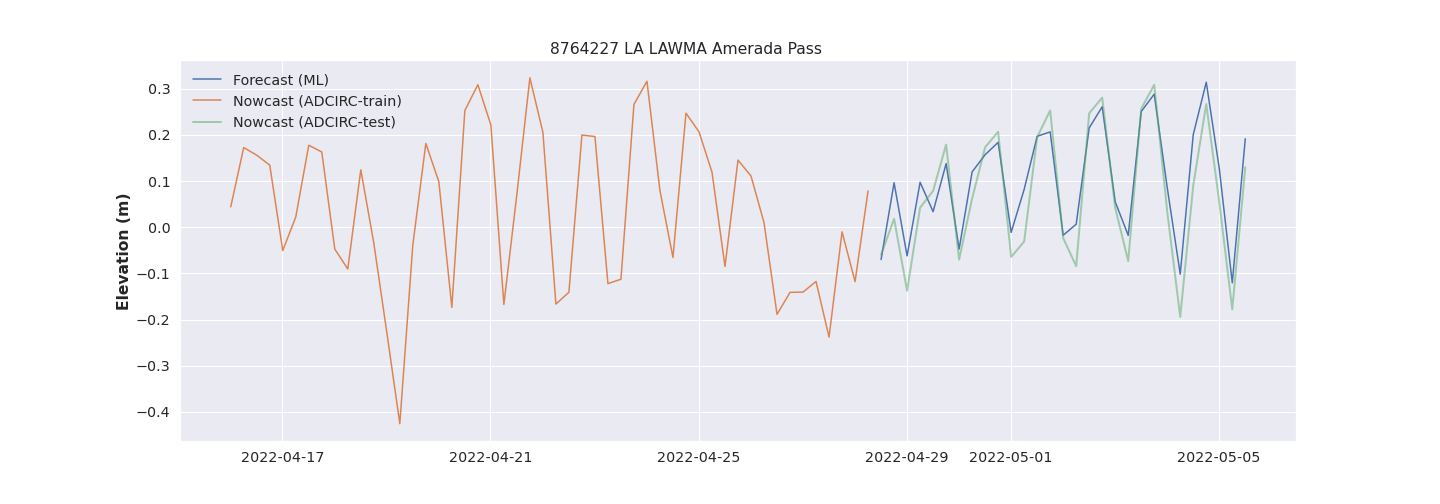 8764227 LA LAWMA Amerada Pass
Forecast (ML)
Nowcast (ADCIRC-train)
Nowcast (ADCIRC-test)
Elevation (m)
0.3
0.2
0.1
0.0
−0.1
−0.2
−0.3
−0.4
2022-04-17 2022-04-21 2022-04-25 2022-04-29 2022-05-01 2022-05-05